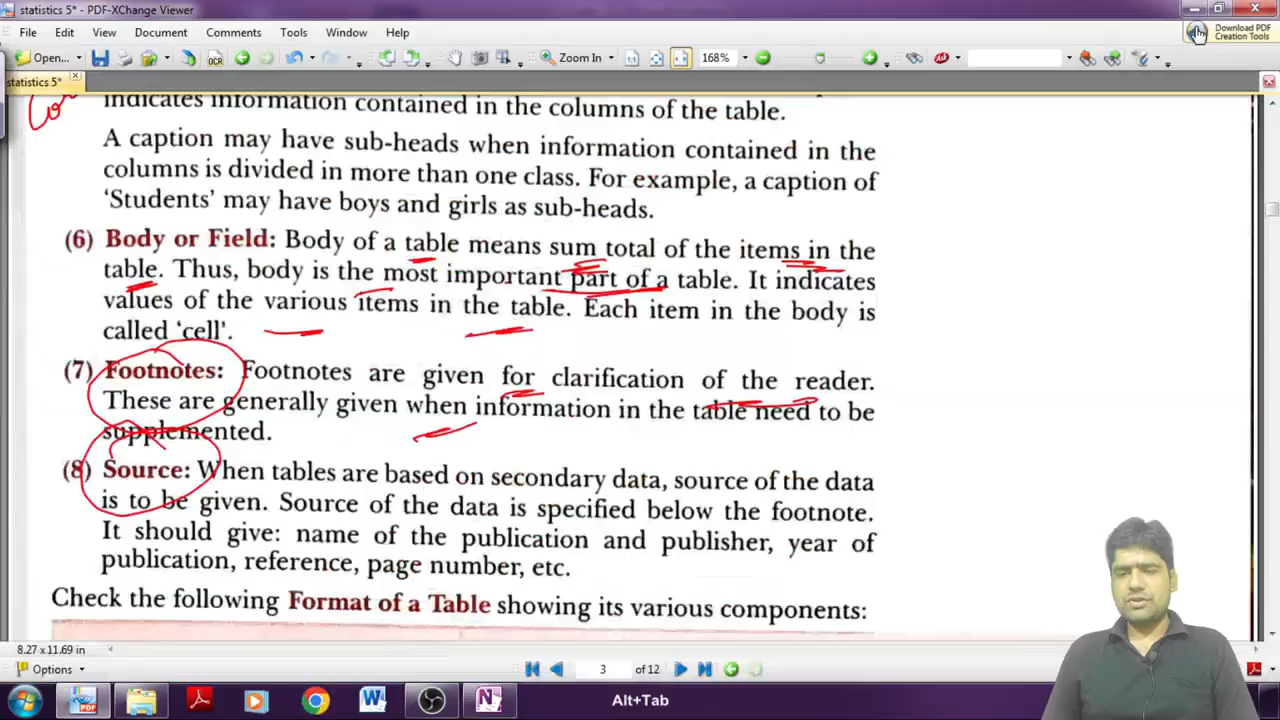 statistics 5* - PDF-XChange Viewer
File Edit View Document Comments Tools Window Help
Download PDF
Creation Tools
Open... OCR Zoom In 168%
statistics 5*
indicates information contained in the columns of the table.
A caption may have sub-heads when information contained in the
columns is divided in more than one class. For example, a caption of
‘Students’ may have boys and girls as sub-heads.
(6) Body or Field: Body of a table means sum total of the items in the
table. Thus, body is the most important part of a table. It indicates
values of the various items in the table. Each item in the body is
called ‘cell’.
(7) Footnotes: Footnotes are given for clarification of the reader.
These are generally given when information in the table need to be
supplemented.
(8) Source: When tables are based on secondary data, source of the data
is to be given. Source of the data is specified below the footnote.
It should give: name of the publication and publisher, year of
publication, reference, page number, etc.
Check the following Format of a Table showing its various components:
8.27 x 11.69 in
Options 3 of 12
Alt+Tab